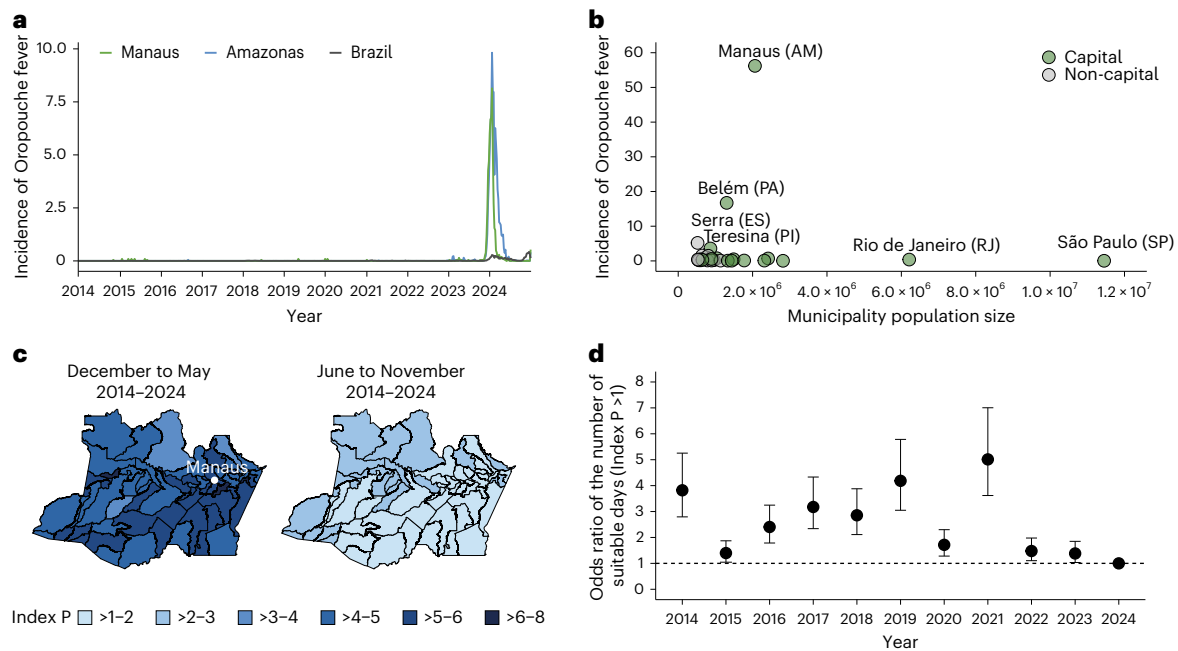 a
Incidence of Oropouche fever
10.0
7.5
5.0
2.5
0
Manaus
Amazonas
Brazil
2014 2015 2016 2017 2018 2019 2020 2021 2022 2023 2024
Year
b
Incidence of Oropouche fever
60
50
40
30
20
10
0
Manaus (AM)
Capital
Non-capital
Belém (PA)
Serra (ES)
Teresina (PI)
Rio de Janeiro (RJ)
São Paulo (SP)
0 2.0 × 10⁶ 4.0 × 10⁶ 6.0 × 10⁶ 8.0 × 10⁶ 1.0 × 10⁷ 1.2 × 10⁷
Municipality population size
c
December to May
2014–2024
June to November
2014–2024
Manaus
Index P >1–2 >2–3 >3–4 >4–5 >5–6 >6–8
d
Odds ratio of the number of
suitable days (Index P >1)
8
7
6
5
4
3
2
1
0
2014 2015 2016 2017 2018 2019 2020 2021 2022 2023 2024
Year